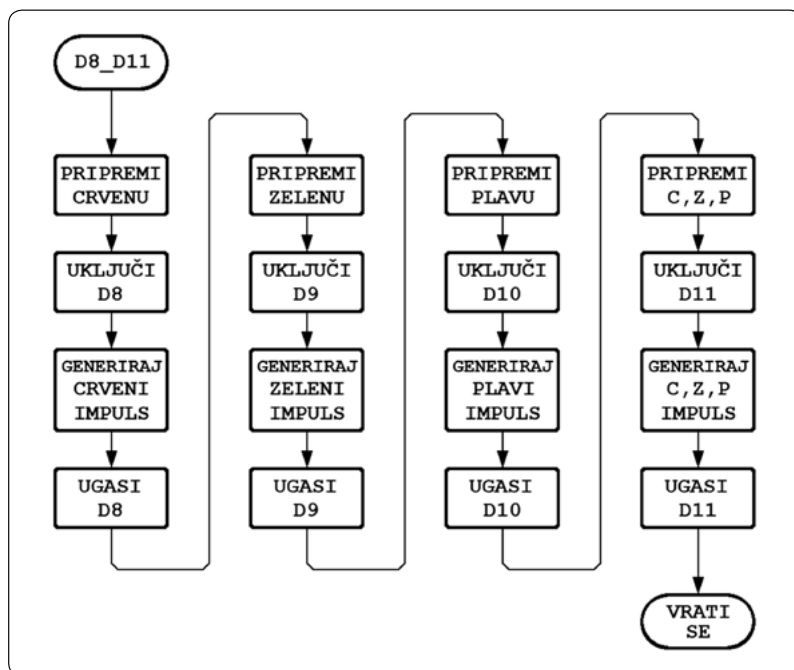 D8_D11
PRIPREMI
CRVENU
UKLJUČI
D8
GENERIRAJ
CRVENI
IMPULS
UGASI
D8
PRIPREMI
ZELENU
UKLJUČI
D9
GENERIRAJ
ZELENI
IMPULS
UGASI
D9
PRIPREMI
PLAVU
UKLJUČI
D10
GENERIRAJ
PLAVI
IMPULS
UGASI
D10
PRIPREMI
C,Z,P
UKLJUČI
D11
GENERIRAJ
C,Z,P
IMPULS
UGASI
D11
VRATI
SE